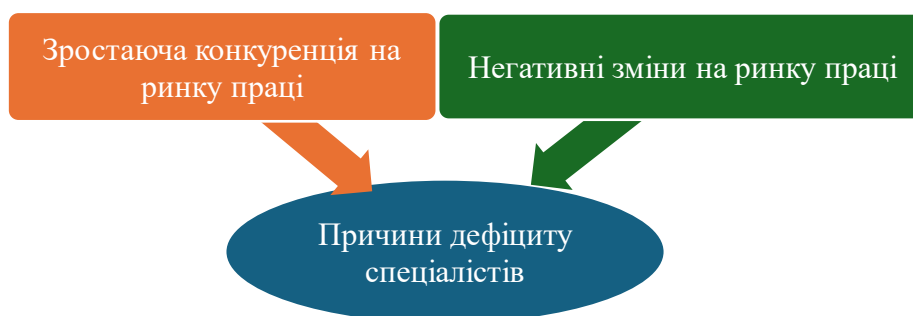 Зростаюча конкуренція на
ринку праці
Негативні зміни на ринку праці
Причини дефіциту
спеціалістів